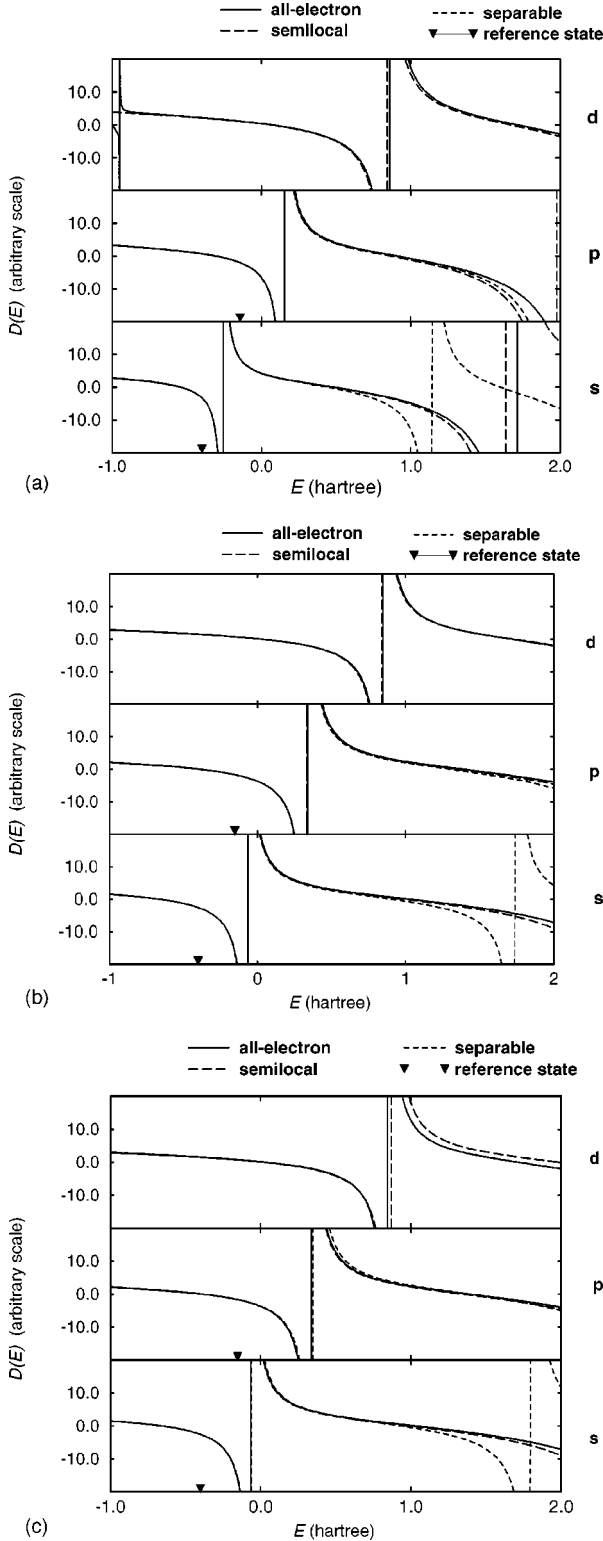 all-electron
semilocal
separable
reference state
D(E) (arbitrary scale)
10.0
0.0
-10.0
d
10.0
0.0
-10.0
p
10.0
0.0
-10.0
s
-1.0 0.0 1.0 2.0
E (hartree)
(a)
all-electron
semilocal
separable
reference state
D(E) (arbitrary scale)
10.0
0.0
-10.0
d
10.0
0.0
-10.0
p
10.0
0.0
-10.0
s
-1 0 1 2
E (hartree)
(b)
all-electron
semilocal
separable
reference state
D(E) (arbitrary scale)
10.0
0.0
-10.0
d
10.0
0.0
-10.0
p
10.0
0.0
-10.0
s
-1.0 0.0 1.0 2.0
E (hartree)
(c)